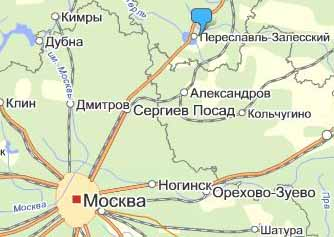 Кимры
Дубна
Переславль-Залесский
Александров
Клин
Дмитров
Сергиев Посад
Кольчугино
Ногинск
Москва
Москва
Орехово-Зуево
Шатура